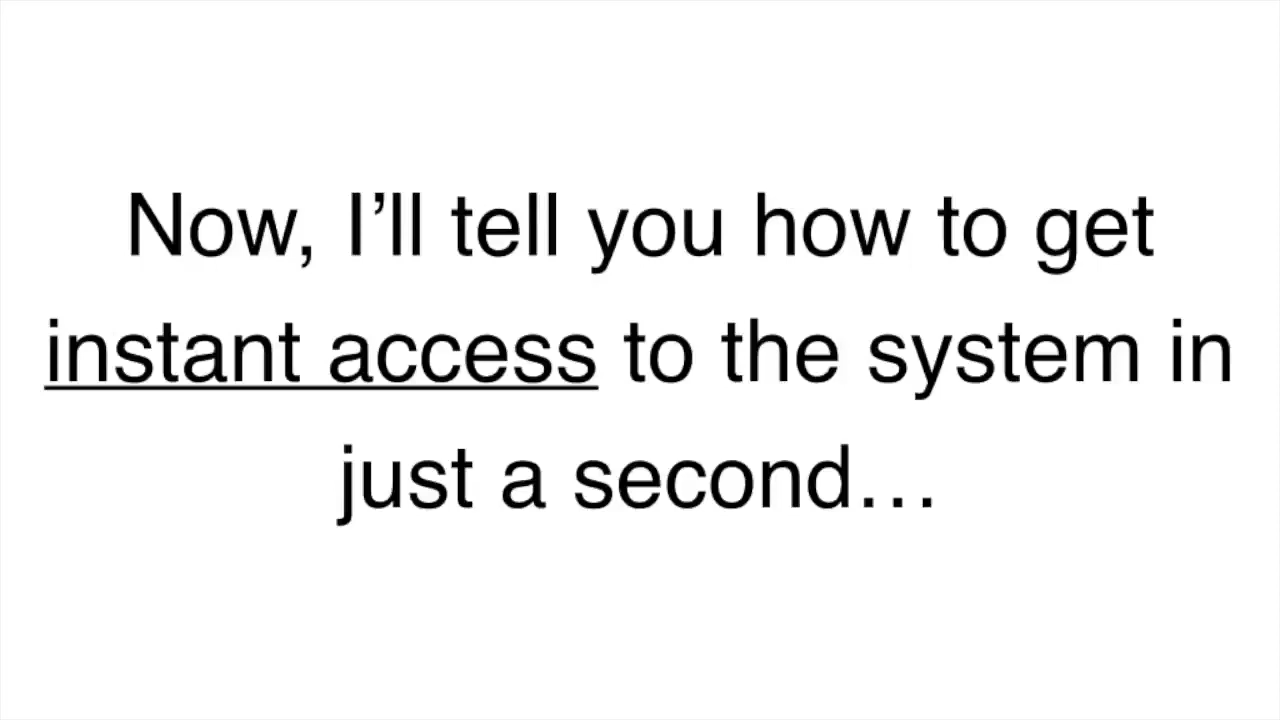 Now, I’ll tell you how to get
instant access to the system in
just a second…